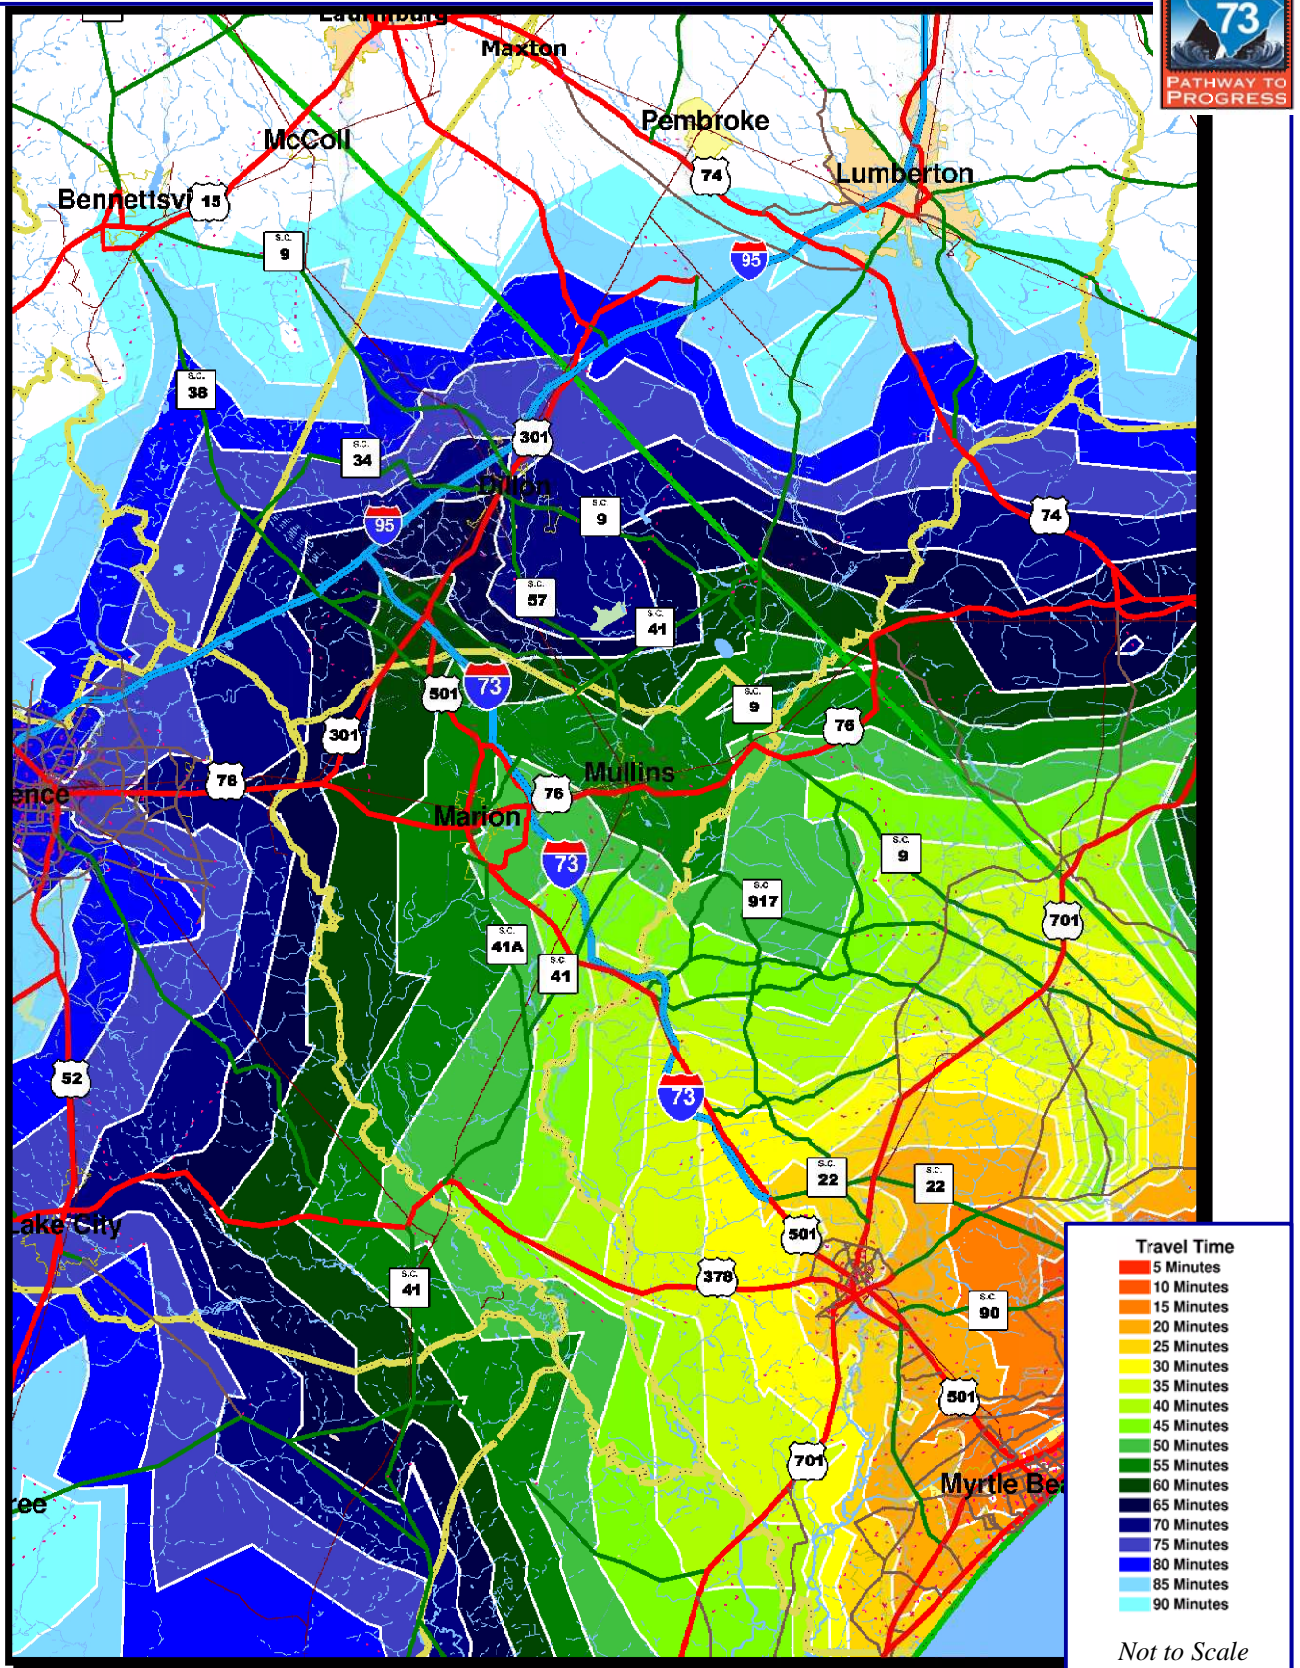 73
PATHWAY TO
PROGRESS
Laurinburg
Maxton
Pembroke
McColl
74
Lumberton
Bennettsvi
15
S.C.
9
95
S.C.
38
301
S.C.
34
Dillon
S.C.
9
95
74
S.C.
57
S.C.
41
501
73
S.C.
9
301
76
76
Mullins
ence
76
Marion
73
S.C.
9
S.C
917
701
S.C.
41A
S.C.
41
52
73
S.C.
22
S.C.
22
Lake City
501
378
S.C.
41
S.C.
90
501
701
Myrtle Bea
ree
Travel Time
5 Minutes
10 Minutes
15 Minutes
20 Minutes
25 Minutes
30 Minutes
35 Minutes
40 Minutes
45 Minutes
50 Minutes
55 Minutes
60 Minutes
65 Minutes
70 Minutes
75 Minutes
80 Minutes
85 Minutes
90 Minutes
Not to Scale